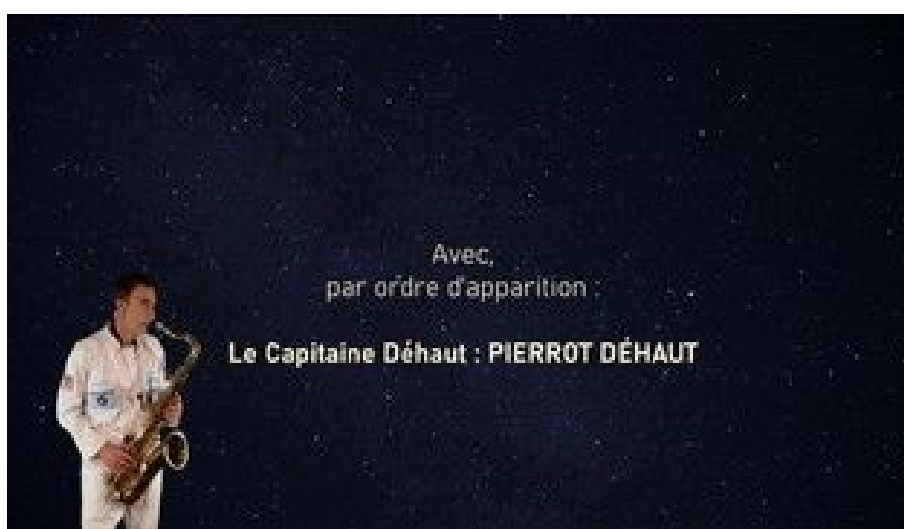 Avec,
par ordre d'apparition :
Le Capitaine Déhaut : PIERROT DÉHAUT